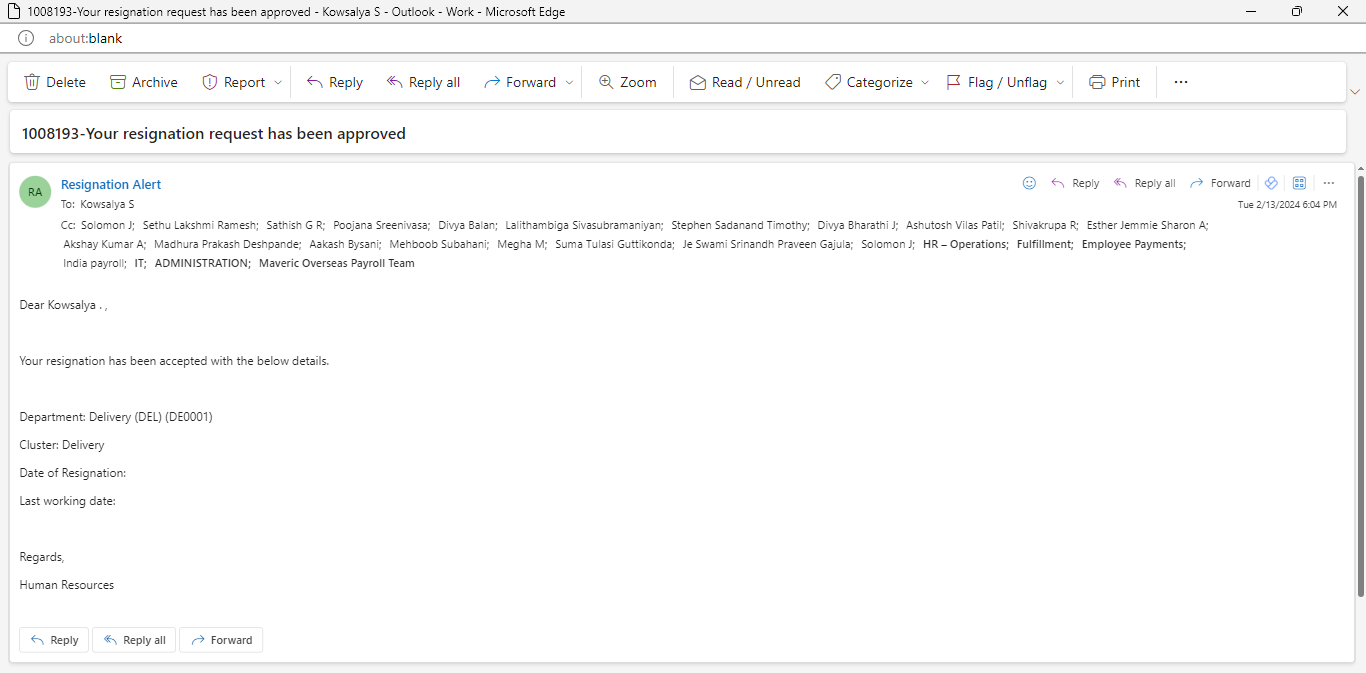 1008193-Your resignation request has been approved - Kowsalya S - Outlook - Work - Microsoft Edge
about:blank
Delete Archive Report Reply Reply all Forward Zoom Read / Unread Categorize Flag / Unflag Print ...
1008193-Your resignation request has been approved
RA
Resignation Alert
Reply Reply all Forward ...
To: Kowsalya S
Tue 2/13/2024 6:04 PM
Cc: Solomon J; Sethu Lakshmi Ramesh; Sathish G R; Poojana Sreenivasa; Divya Balan; Lalithambiga Sivasubramaniyan; Stephen Sadanand Timothy; Divya Bharathi J; Ashutosh Vilas Patil; Shivakrupa R; Esther Jemmie Sharon A;
Akshay Kumar A; Madhura Prakash Deshpande; Aakash Bysani; Mehboob Subahani; Megha M; Suma Tulasi Guttikonda; Je Swami Srinandh Praveen Gajula; Solomon J; HR – Operations; Fulfillment; Employee Payments;
India payroll; IT; ADMINISTRATION; Maveric Overseas Payroll Team
Dear Kowsalya . ,
Your resignation has been accepted with the below details.
Department: Delivery (DEL) (DE0001)
Cluster: Delivery
Date of Resignation:
Last working date:
Regards,
Human Resources
Reply Reply all Forward